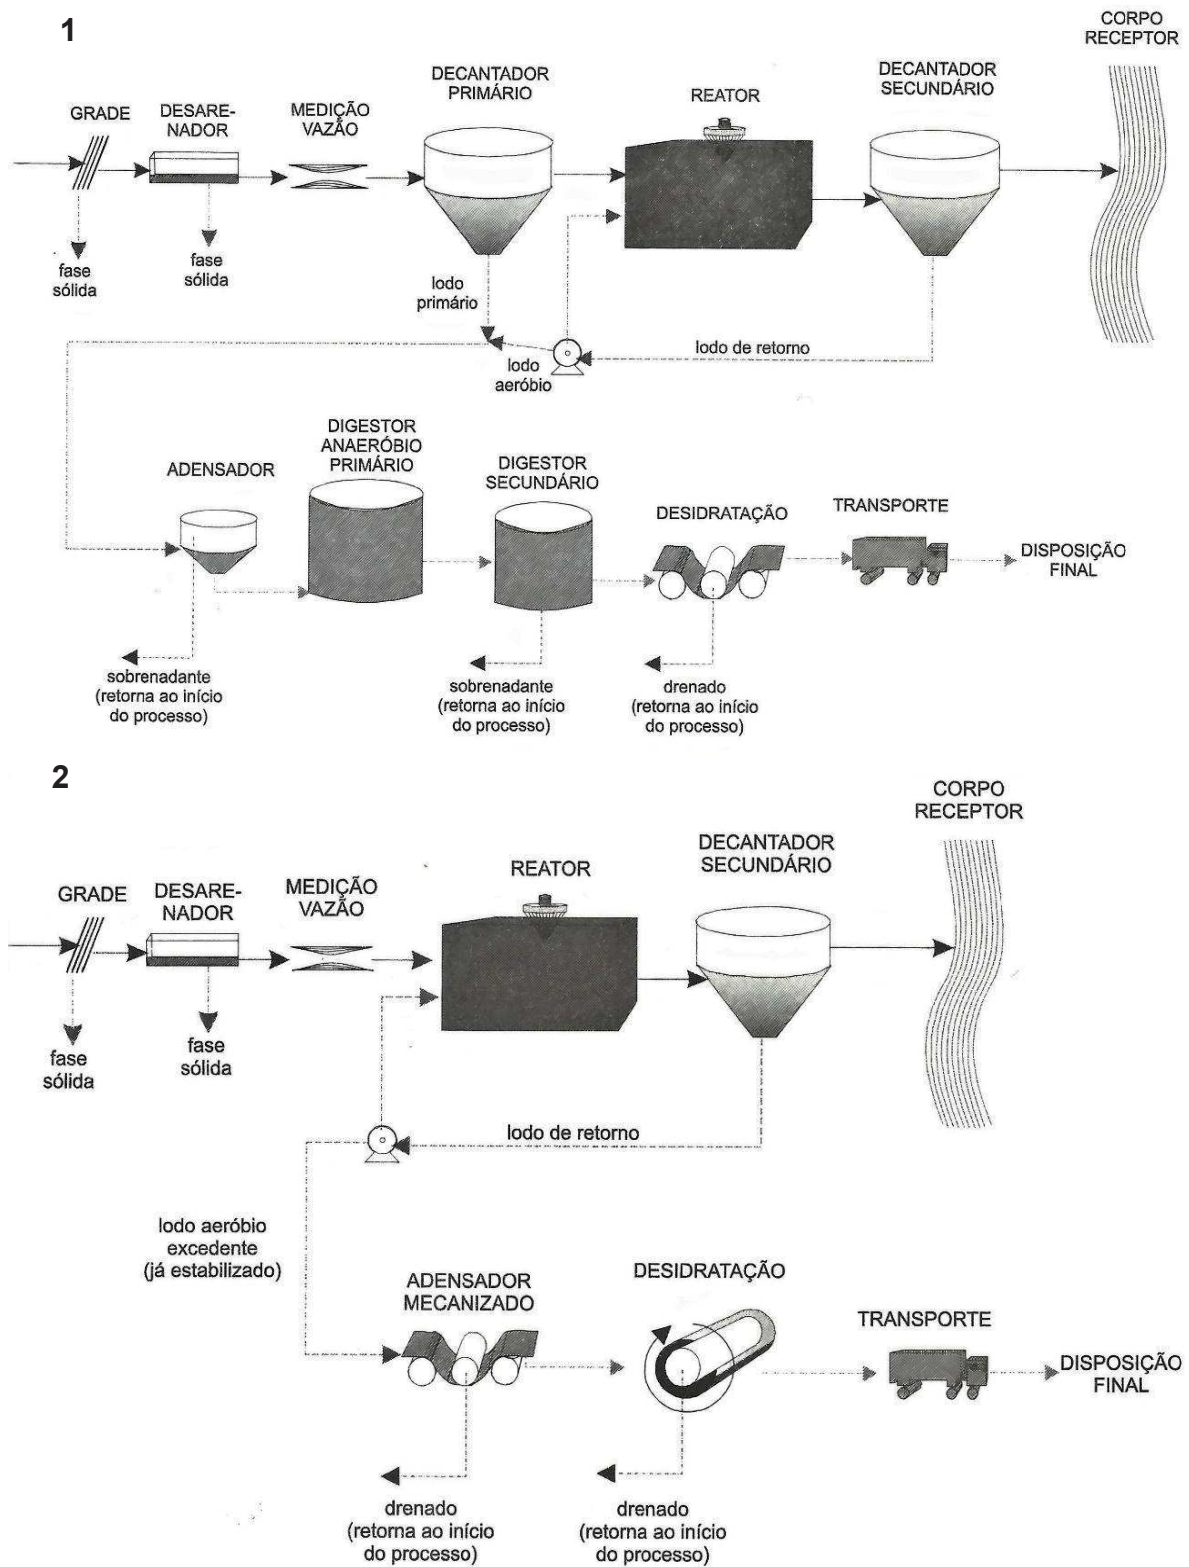 1
CORPO
RECEPTOR
DECANTADOR
PRIMÁRIO
DECANTADOR
SECUNDÁRIO
REATOR
GRADE
DESARE-
NADOR
MEDIÇÃO
VAZÃO
fase
sólida
fase
sólida
lodo
primário
lodo
aeróbio
lodo de retorno
ADENSADOR
DIGESTOR
ANAERÓBIO
PRIMÁRIO
DIGESTOR
SECUNDÁRIO
DESIDRATAÇÃO
TRANSPORTE
DISPOSIÇÃO
FINAL
sobrenadante
(retorna ao início
do processo)
sobrenadante
(retorna ao início
do processo)
drenado
(retorna ao início
do processo)
2
CORPO
RECEPTOR
DECANTADOR
SECUNDÁRIO
REATOR
GRADE
DESARE-
NADOR
MEDIÇÃO
VAZÃO
fase
sólida
fase
sólida
lodo de retorno
lodo aeróbio
excedente
(já estabilizado)
ADENSADOR
MECANIZADO
DESIDRATAÇÃO
TRANSPORTE
DISPOSIÇÃO
FINAL
drenado
(retorna ao início
do processo)
drenado
(retorna ao início
do processo)